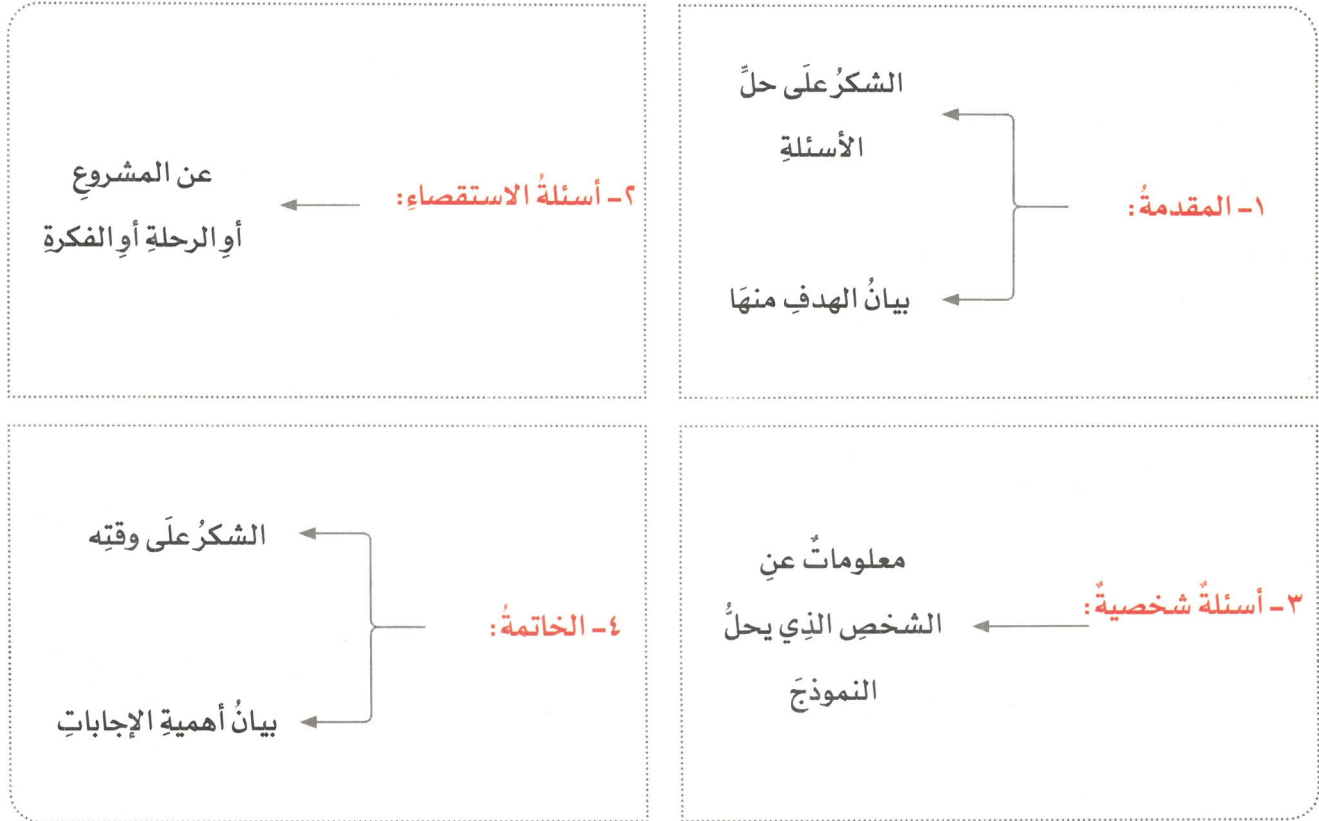 ١- المقدمةُ:
الشكرُ علَى حلِّ
الأسئلةِ
بيانُ الهدفِ منهَا
٢- أسئلةُ الاستقصاءِ:
عن المشروعِ
أوِ الرحلةِ أوِ الفكرةِ
٣- أسئلةٌ شخصيةٌ:
معلوماتٌ عنِ
الشخصِ الذِي يحلُّ
النموذجَ
٤- الخاتمةُ:
الشكرُ علَى وقتِه
بيانُ أهميةِ الإجاباتِ